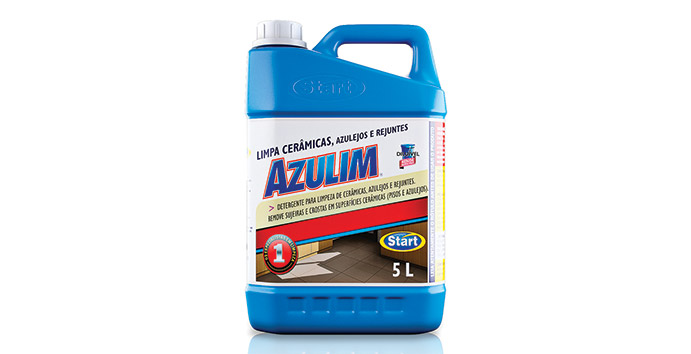 Start
LIMPA CERÂMICAS, AZULEJOS E REJUNTES
AZULIM
> DETERGENTE PARA LIMPEZA DE CERÂMICAS, AZULEJOS E REJUNTES.
REMOVE SUJEIRAS E CROSTAS EM SUPERFÍCIES CERÂMICAS (PISOS E AZULEJOS).
1
Start
5 L